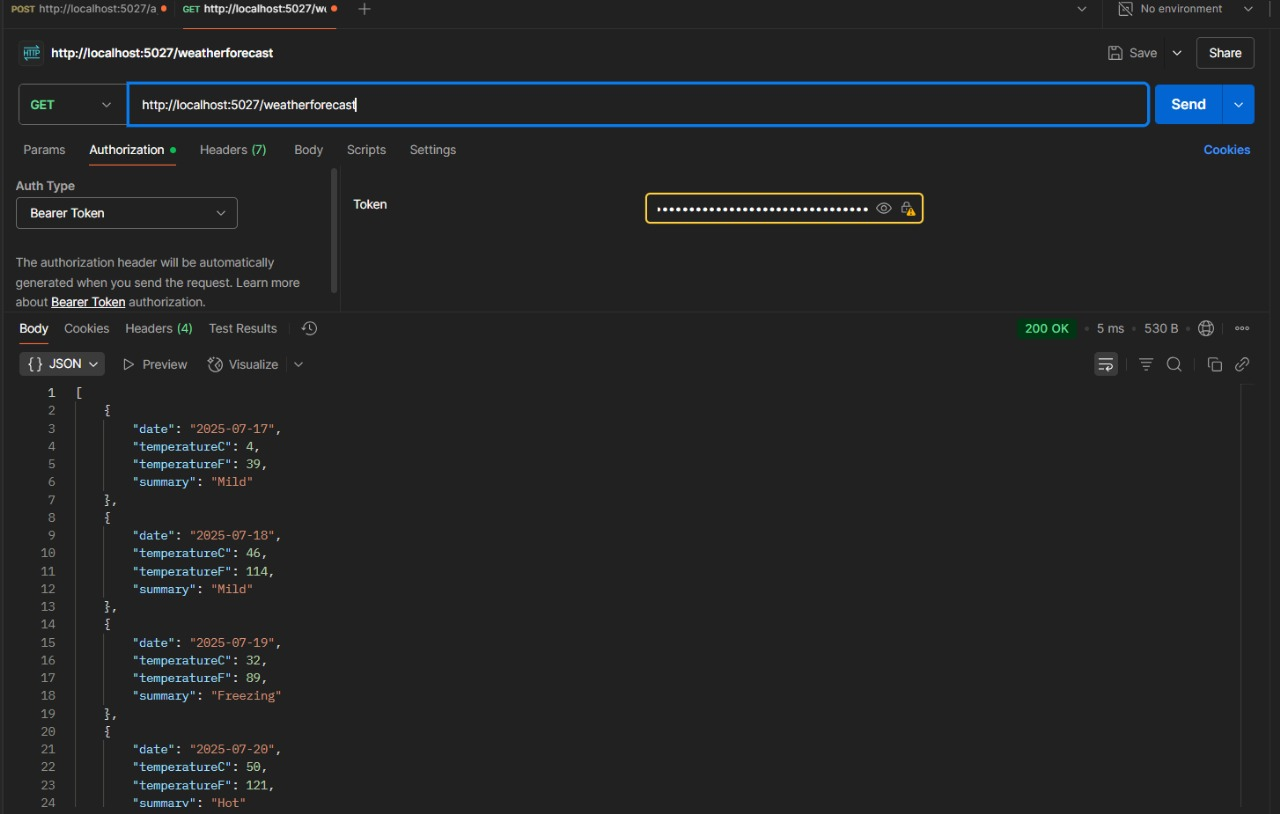 POST http://localhost:5027/a GET http://localhost:5027/we No environment
HTTP http://localhost:5027/weatherforecast Save Share
GET http://localhost:5027/weatherforecast Send
Params Authorization Headers (7) Body Scripts Settings Cookies
Auth Type
Bearer Token
Token
The authorization header will be automatically
generated when you send the request. Learn more
about Bearer Token authorization.
Body Cookies Headers (4) Test Results 200 OK • 5 ms • 530 B
{} JSON Preview Visualize
1 [
2 {
3 "date": "2025-07-17",
4 "temperatureC": 4,
5 "temperatureF": 39,
6 "summary": "Mild"
7 },
8 {
9 "date": "2025-07-18",
10 "temperatureC": 46,
11 "temperatureF": 114,
12 "summary": "Mild"
13 },
14 {
15 "date": "2025-07-19",
16 "temperatureC": 32,
17 "temperatureF": 89,
18 "summary": "Freezing"
19 },
20 {
21 "date": "2025-07-20",
22 "temperatureC": 50,
23 "temperatureF": 121,
24 "summary": "Hot"